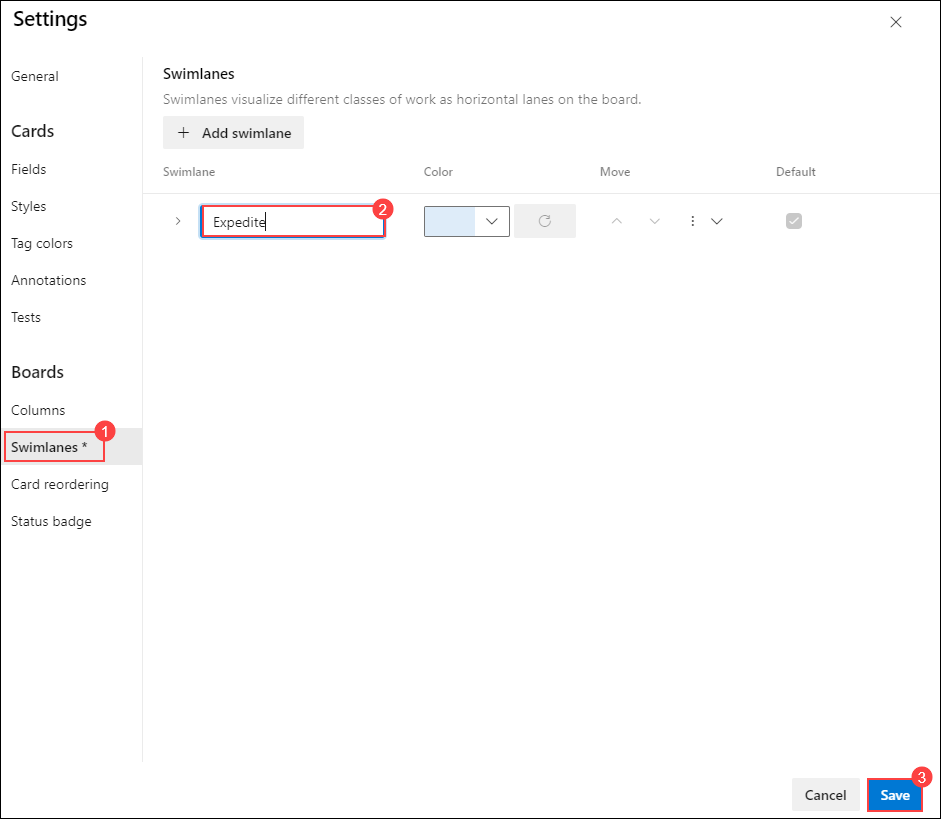 Settings
General
Cards
Fields
Styles
Tag colors
Annotations
Tests
Boards
Columns
Swimlanes *
1
Card reordering
Status badge
Swimlanes
Swimlanes visualize different classes of work as horizontal lanes on the board.
+ Add swimlane
Swimlane Color Move Default
Expedite
2
Cancel Save
3